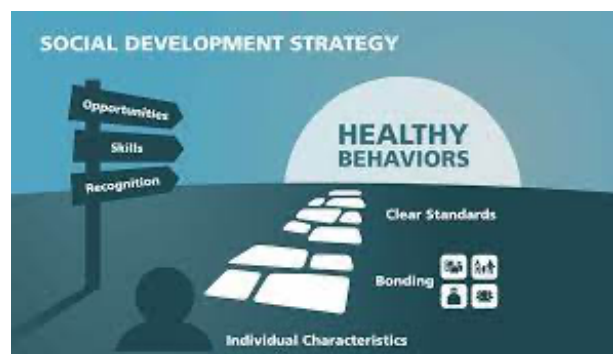 SOCIAL DEVELOPMENT STRATEGY
Opportunities
Skills
Recognition
HEALTHY
BEHAVIORS
Clear Standards
Bonding
Individual Characteristics